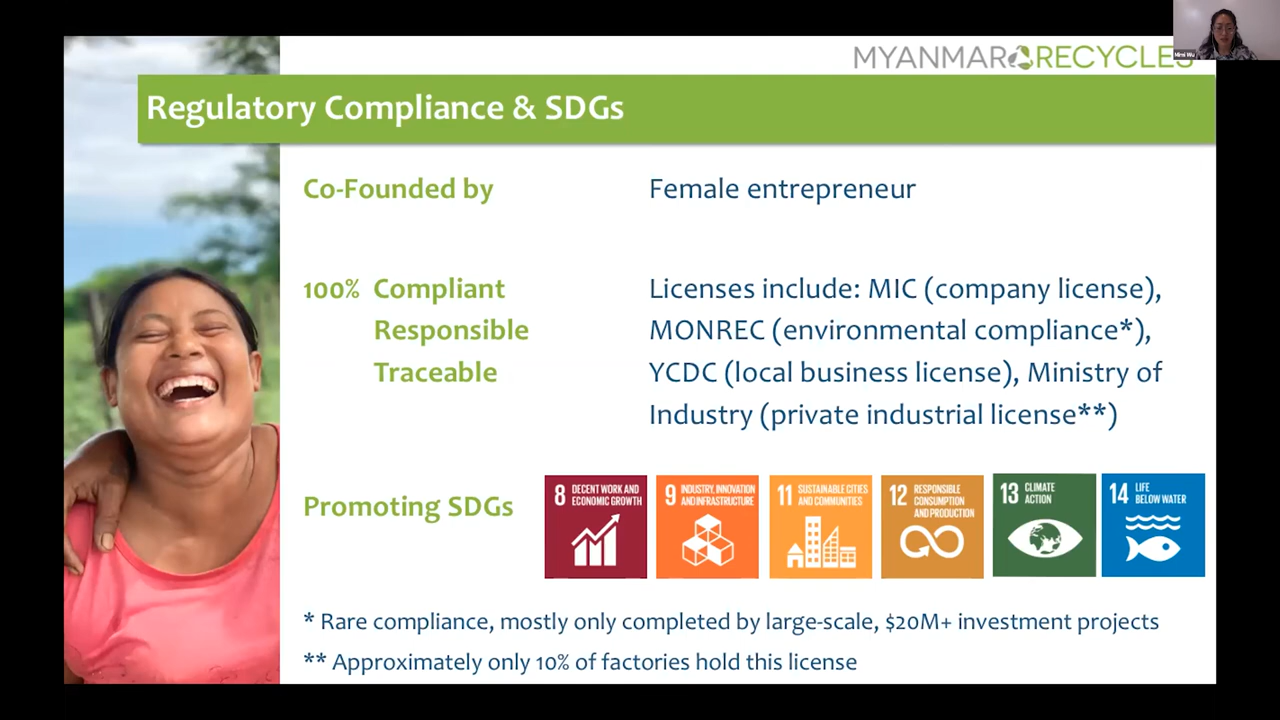 MYANMAR RECYCLES
Mimi Wu
Regulatory Compliance & SDGs
Co-Founded by
Female entrepreneur
100% Compliant
Responsible
Traceable
Licenses include: MIC (company license),
MONREC (environmental compliance*),
YCDC (local business license), Ministry of
Industry (private industrial license**)
Promoting SDGs
8 DECENT WORK AND
ECONOMIC GROWTH
9 INDUSTRY, INNOVATION
AND INFRASTRUCTURE
11 SUSTAINABLE CITIES
AND COMMUNITIES
12 RESPONSIBLE
CONSUMPTION
AND PRODUCTION
13 CLIMATE
ACTION
14 LIFE
BELOW WATER
* Rare compliance, mostly only completed by large-scale, $20M+ investment projects
** Approximately only 10% of factories hold this license